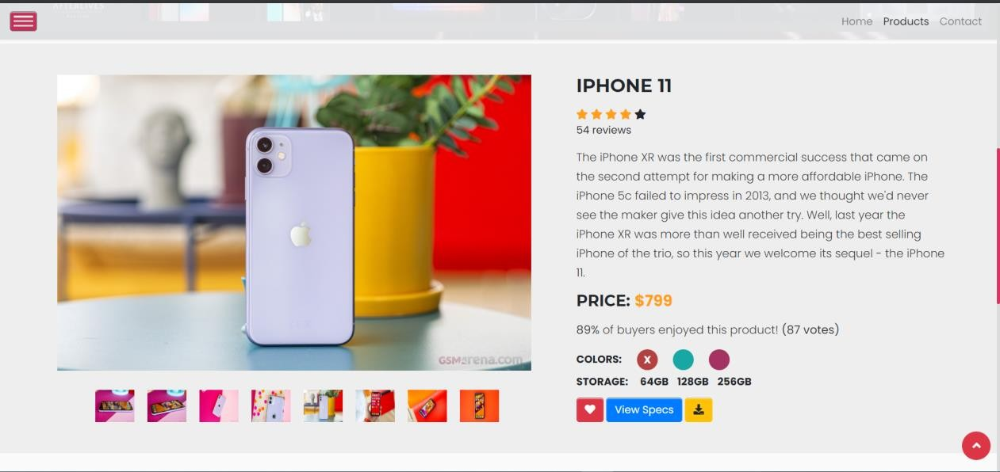 AFTERLIVES
Home Products Contact
IPHONE 11
54 reviews
The iPhone XR was the first commercial success that came on
the second attempt for making a more affordable iPhone. The
iPhone 5c failed to impress in 2013, and we thought we'd never
see the maker give this idea another try. Well, last year the
iPhone XR was more than well received being the best selling
iPhone of the trio, so this year we welcome its sequel - the iPhone
11.
PRICE: $799
89% of buyers enjoyed this product! (87 votes)
COLORS: X
STORAGE: 64GB 128GB 256GB
View Specs
GSMarena.com